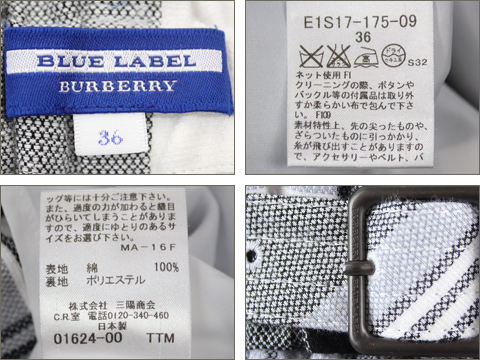 BLUE LABEL
BURBERRY
36
E1S17-175-09
36
ドライ
S32
ネット使用 FI
クリーニングの際、ボタンや
バックル等の付属品は取り外
すか柔らかい布で包んで下さ
い。FI09
素材特性上、先の尖ったものや、
ざらついたものに引っかかり、
糸が飛び出すことがありますの
で、アクセサリーやベルト、バ
ッグ等には十分ご注意下さい。
また、過度の力が加わると縫目
がひらいてしまうことがありま
すので、適度にゆとりのあるサ
イズをお選び下さい。
MA-16F
表地 綿 100%
裏地 ポリエステル
株式会社 三陽商会
C.R室 電話0120-340-460
日本製
01624-00 TTM